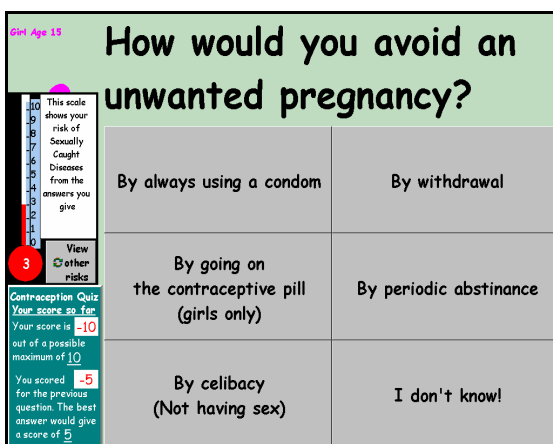 Girl Age 15
How would you avoid an
unwanted pregnancy?
10
9
8
7
6
5
4
3
2
1
0
This scale
shows your
risk of
Sexually
Caught
Diseases
from the
answers you
give
3
View
other
risks
Contraception Quiz
Your score so far
Your score is -10
out of a possible
maximum of 10
You scored -5
for the previous
question. The best
answer would give
a score of 5
By always using a condom
By withdrawal
By going on
the contraceptive pill
(girls only)
By periodic abstinance
By celibacy
(Not having sex)
I don't know!